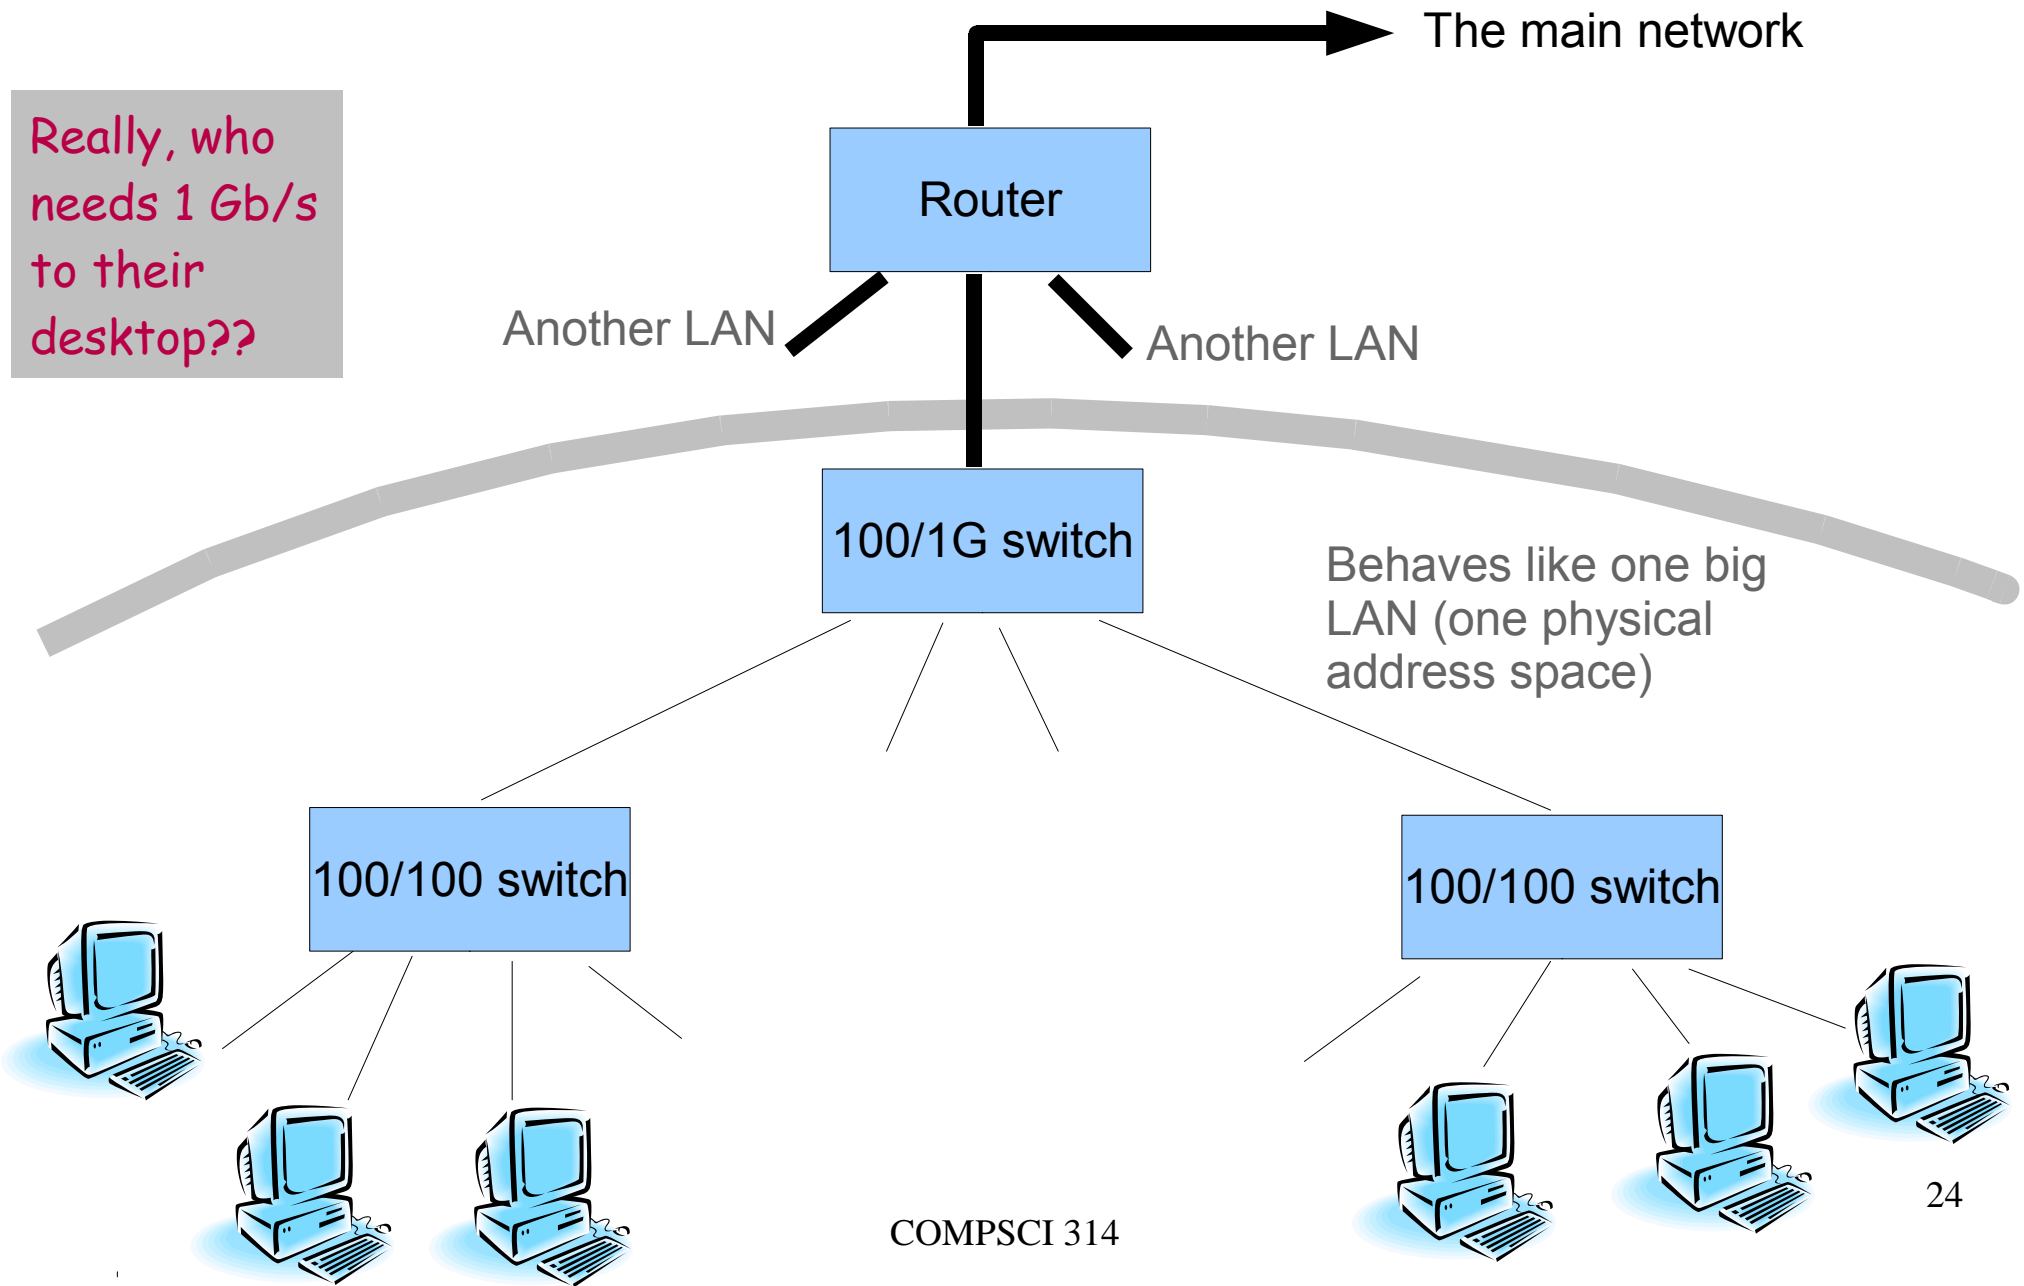 The main network
Really, who
needs 1 Gb/s
to their
desktop??
Router
Another LAN
Another LAN
100/1G switch
Behaves like one big
LAN (one physical
address space)
100/100 switch
100/100 switch
COMPSCI 314
24